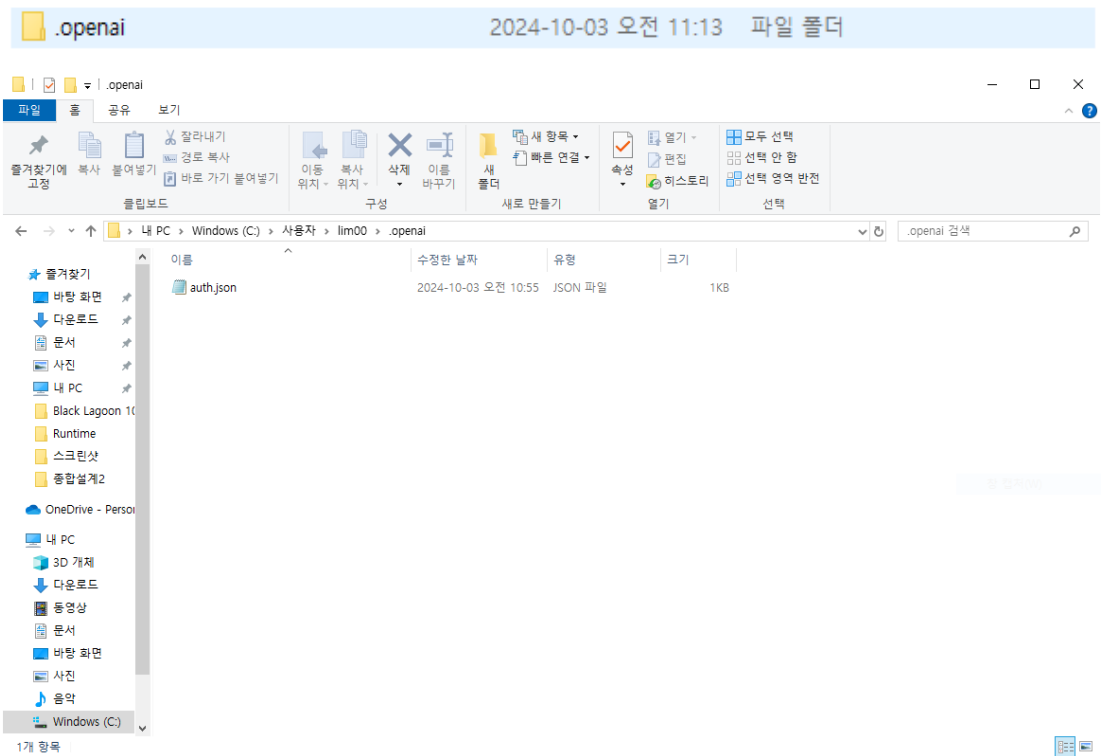 .openai 2024-10-03 오전 11:13 파일 폴더
.openai
파일 홈 공유 보기
즐겨찾기에 고정
복사
붙여넣기
잘라내기
경로 복사
바로 가기 붙여넣기
클립보드
이동 위치
복사 위치
삭제
이름 바꾸기
구성
새 폴더
새 항목
빠른 연결
새로 만들기
속성
열기
편집
히스토리
열기
모두 선택
선택 안 함
선택 영역 반전
선택
내 PC > Windows (C:) > 사용자 > lim00 > .openai
.openai 검색
이름 수정한 날짜 유형 크기
auth.json 2024-10-03 오전 10:55 JSON 파일 1KB
즐겨찾기
바탕 화면
다운로드
문서
사진
내 PC
Black Lagoon 10
Runtime
스크린샷
종합설계2
OneDrive - Person
내 PC
3D 개체
다운로드
동영상
문서
바탕 화면
사진
음악
Windows (C:)
1개 항목